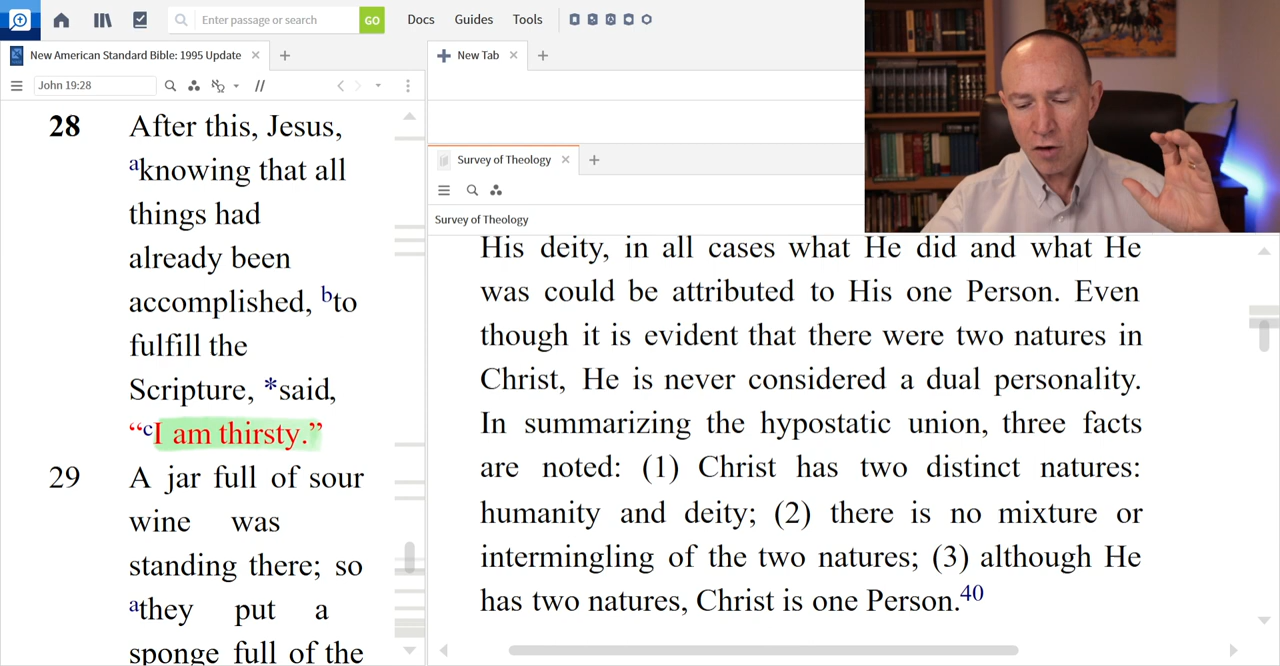 Enter passage or search
GO
Docs
Guides
Tools
New American Standard Bible: 1995 Update
New Tab
John 19:28
28 After this, Jesus,
aknowing that all
things had
already been
accomplished, bto
fulfill the
Scripture, *said,
“cI am thirsty.”
29 A jar full of sour
wine was
standing there; so
athey put a
sponge full of the
Survey of Theology
Survey of Theology
His deity, in all cases what He did and what He
was could be attributed to His one Person. Even
though it is evident that there were two natures in
Christ, He is never considered a dual personality.
In summarizing the hypostatic union, three facts
are noted: (1) Christ has two distinct natures:
humanity and deity; (2) there is no mixture or
intermingling of the two natures; (3) although He
has two natures, Christ is one Person.40